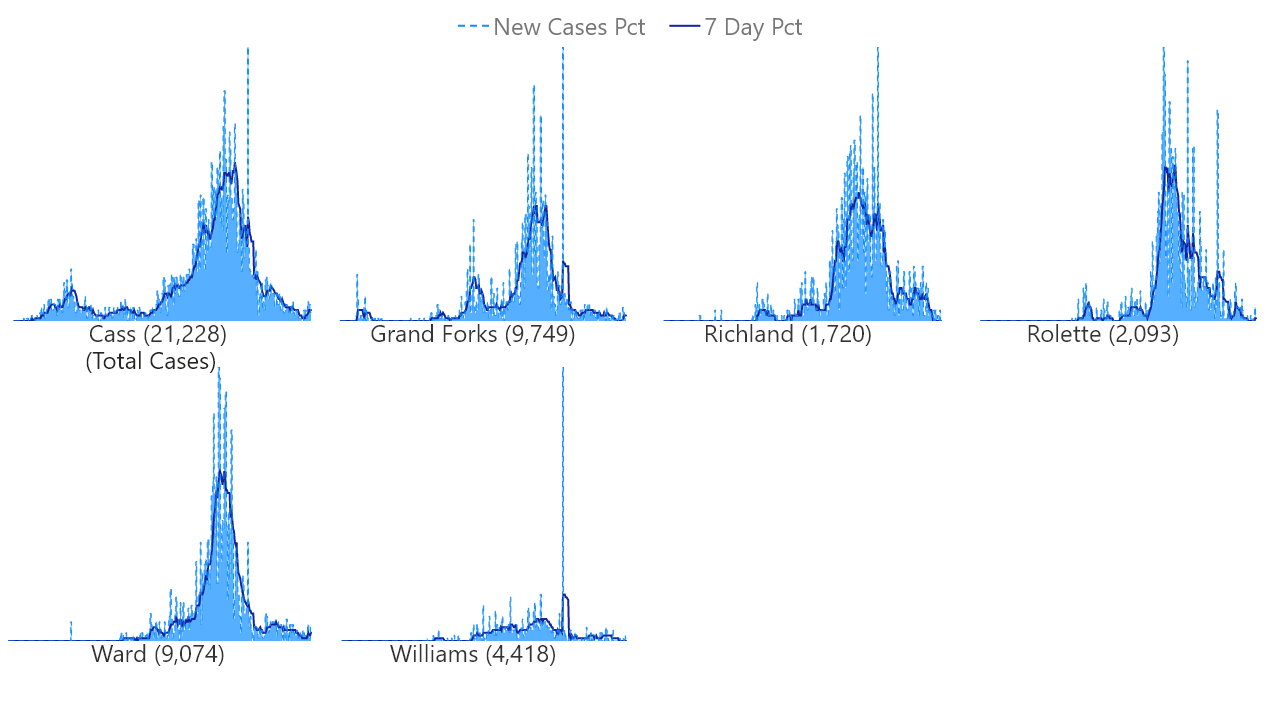 New Cases Pct 7 Day Pct
Cass (21,228) Grand Forks (9,749) Richland (1,720) Rolette (2,093)
(Total Cases)
Ward (9,074) Williams (4,418)